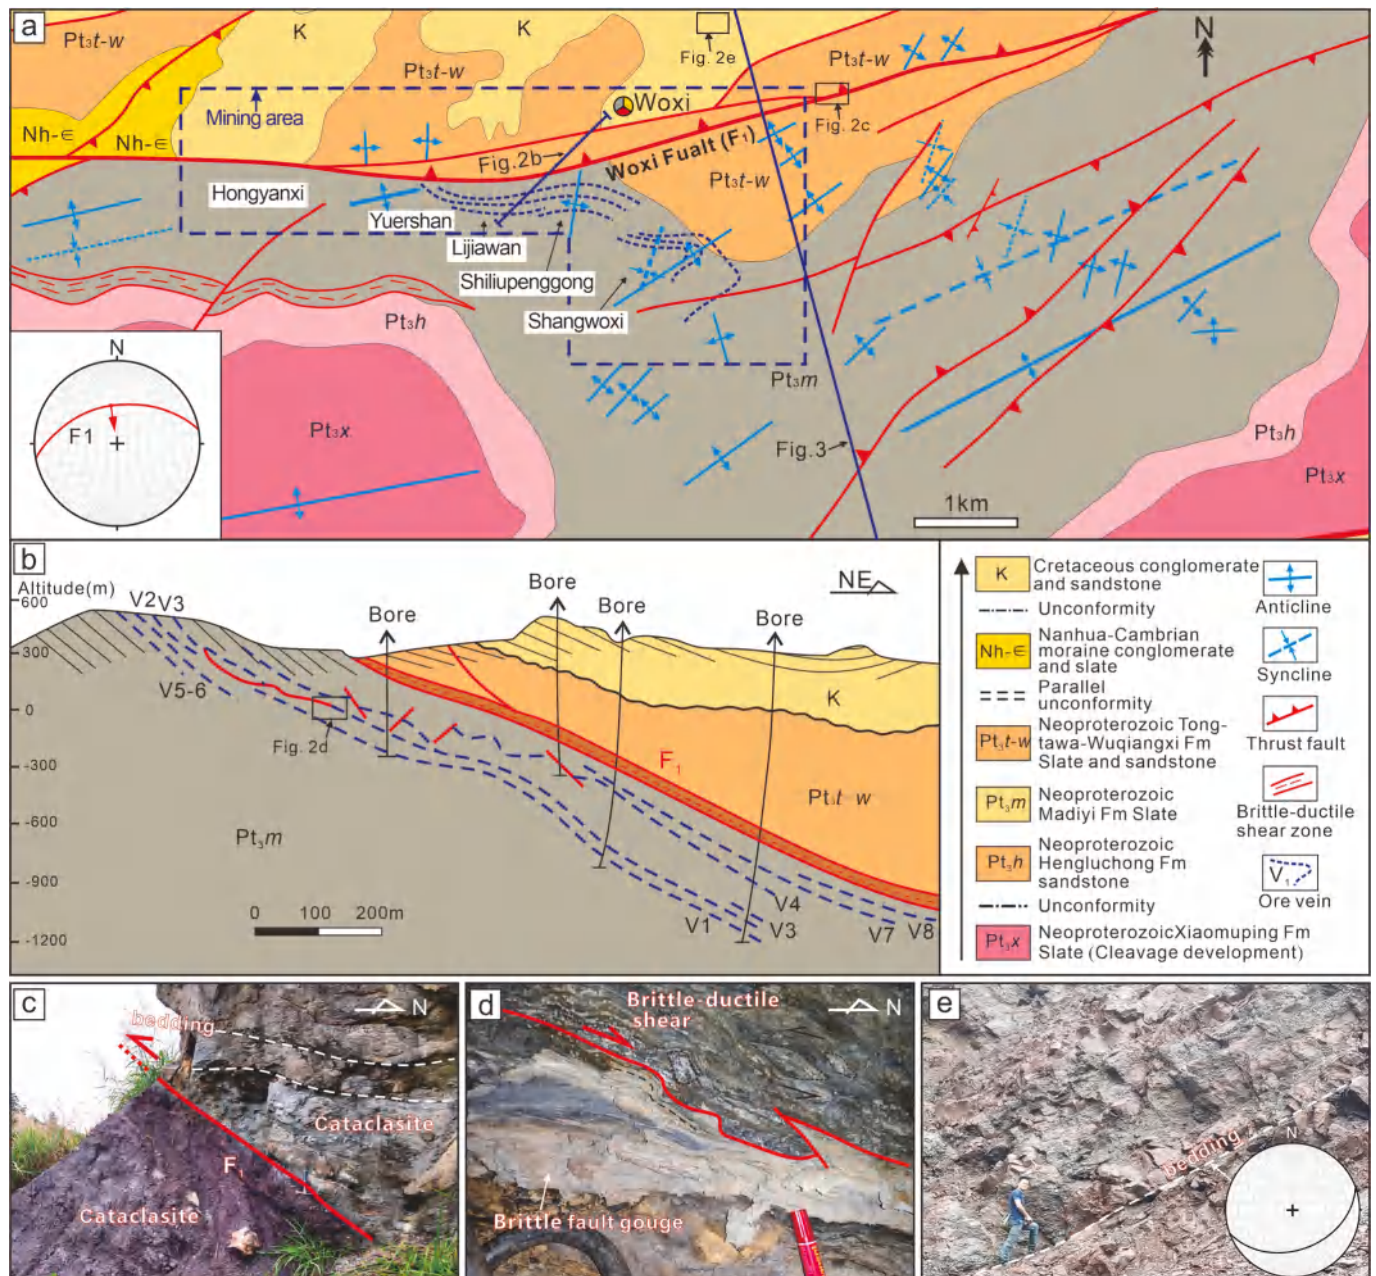 a
Pt₃t-w
K
Pt₃t-w
K
Fig. 2e
Pt₃t-w
N
Mining area
Woxi
Fig. 2c
Nh-∈
Nh-∈
Fig.2b
Woxi Fualt (F₁)
Pt₃t-w
Hongyanxi
Yuershan
Lijiawan
Shiliupenggong
Shangwoxi
Pt₃h
Pt₃m
N
F1
Pt₃x
Fig.3
Pt₃h
Pt₃x
1km
b
Altitude(m)
600
300
0
-300
-600
-900
-1200
V2V3
V5-6
Fig. 2d
Bore
Bore
Bore
Bore
NE
K
F₁
Pt₃t-w
Pt₃m
0 100 200m
V1
V3
V4
V7
V8
K
Cretaceous conglomerate
and sandstone
Unconformity
Nh-∈
Nanhua-Cambrian
moraine conglomerate
and slate
Parallel
unconformity
Pt₃t-w
Neoproterozoic Tong-
tawa-Wuqiangxi Fm
Slate and sandstone
Pt₃m
Neoproterozoic
Madiyi Fm Slate
Pt₃h
Neoproterozoic
Hengluchong Fm
sandstone
Unconformity
Pt₃x
NeoproterozoicXiaomuping Fm
Slate (Cleavage development)
Anticline
Syncline
Thrust fault
Brittle-ductile
shear zone
V₁
Ore vein
c
bedding
N
Cataclasite
F₁
Cataclasite
d
Brittle-ductile
shear
N
Brittle fault gouge
e
bedding
N